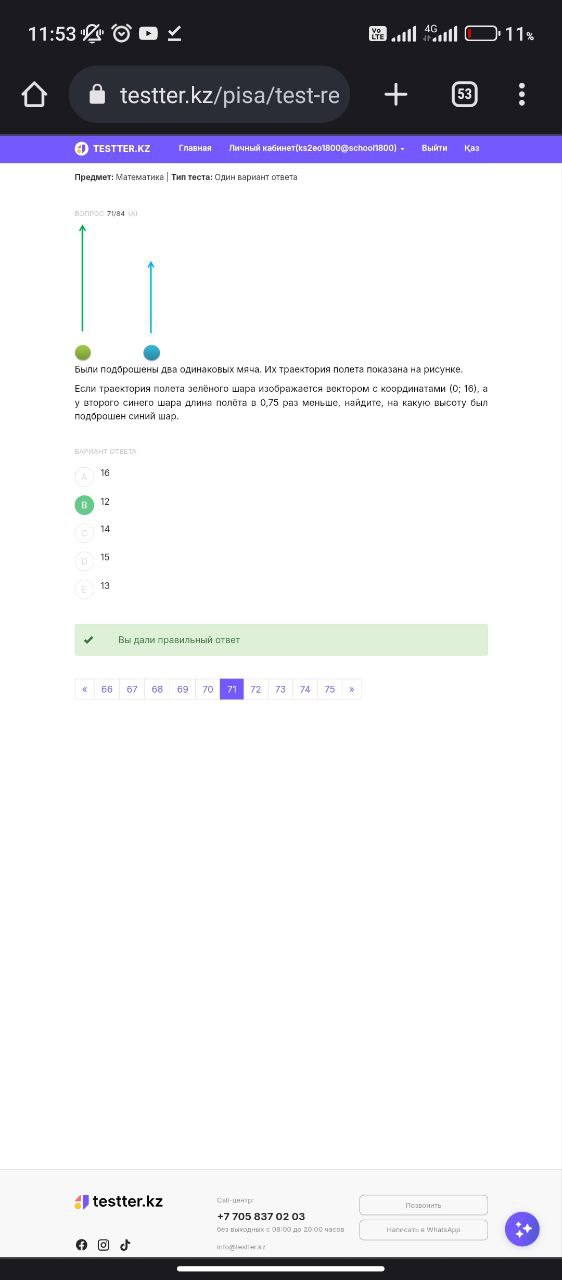 11:53
Vo
LTE
4G
11%
testter.kz/pisa/test-re
53
TESTTER.KZ
Главная
Личный кабинет(ks2eo1800@school1800)
Выйти
Қаз
Предмет: Математика | Тип теста: Один вариант ответа
ВОПРОС 71/84 (A)
Были подброшены два одинаковых мяча. Их траектория полета показана на рисунке.
Если траектория полета зелёного шара изображается вектором с координатами (0; 16), а
у второго синего шара длина полёта в 0,75 раз меньше, найдите, на какую высоту был
подброшен синий шар.
ВАРИАНТ ОТВЕТА
A 16
B 12
C 14
D 15
E 13
Вы дали правильный ответ
« 66 67 68 69 70 71 72 73 74 75 »
testter.kz
Call-центр:
+7 705 837 02 03
без выходных с 08:00 до 20:00 часов
info@testter.kz
Позвонить
Написать в WhatsApp